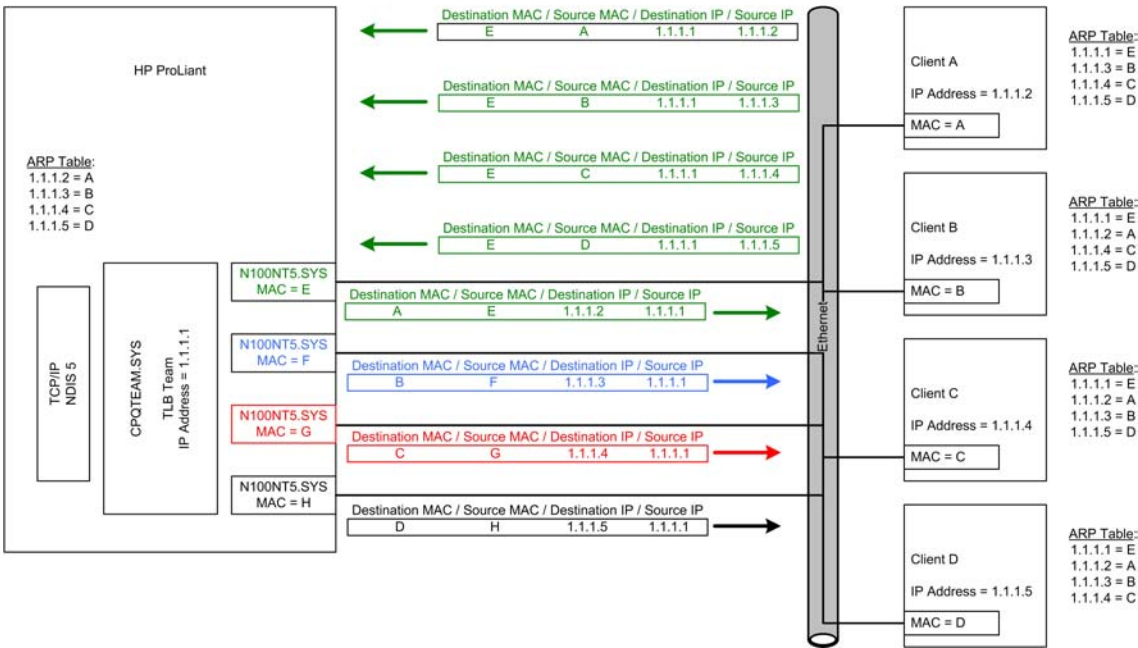 HP ProLiant
ARP Table:
1.1.1.2 = A
1.1.1.3 = B
1.1.1.4 = C
1.1.1.5 = D
TCP/IP
NDIS 5
CPQTEAM.SYS
TLB Team
IP Address = 1.1.1.1
N100NT5.SYS
MAC = E
N100NT5.SYS
MAC = F
N100NT5.SYS
MAC = G
N100NT5.SYS
MAC = H
Destination MAC / Source MAC / Destination IP / Source IP
E A 1.1.1.1 1.1.1.2
Destination MAC / Source MAC / Destination IP / Source IP
E B 1.1.1.1 1.1.1.3
Destination MAC / Source MAC / Destination IP / Source IP
E C 1.1.1.1 1.1.1.4
Destination MAC / Source MAC / Destination IP / Source IP
E D 1.1.1.1 1.1.1.5
Destination MAC / Source MAC / Destination IP / Source IP
A E 1.1.1.2 1.1.1.1
Destination MAC / Source MAC / Destination IP / Source IP
B F 1.1.1.3 1.1.1.1
Destination MAC / Source MAC / Destination IP / Source IP
C G 1.1.1.4 1.1.1.1
Destination MAC / Source MAC / Destination IP / Source IP
D H 1.1.1.5 1.1.1.1
Ethernet
Client A
IP Address = 1.1.1.2
MAC = A
ARP Table:
1.1.1.1 = E
1.1.1.3 = B
1.1.1.4 = C
1.1.1.5 = D
Client B
IP Address = 1.1.1.3
MAC = B
ARP Table:
1.1.1.1 = E
1.1.1.2 = A
1.1.1.4 = C
1.1.1.5 = D
Client C
IP Address = 1.1.1.4
MAC = C
ARP Table:
1.1.1.1 = E
1.1.1.2 = A
1.1.1.3 = B
1.1.1.5 = D
Client D
IP Address = 1.1.1.5
MAC = D
ARP Table:
1.1.1.1 = E
1.1.1.2 = A
1.1.1.3 = B
1.1.1.4 = C